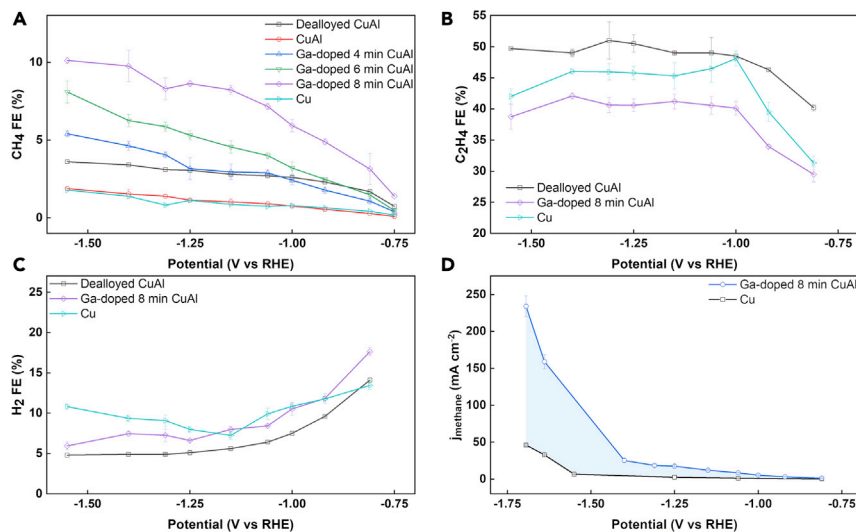 A
Dealloyed CuAl
CuAl
Ga-doped 4 min CuAl
Ga-doped 6 min CuAl
Ga-doped 8 min CuAl
Cu
10
5
0
CH4 FE (%)
-1.50
-1.25
-1.00
-0.75
Potential (V vs RHE)
B
60
55
50
45
40
35
30
25
20
C2H4 FE (%)
Dealloyed CuAl
Ga-doped 8 min CuAl
Cu
-1.50
-1.25
-1.00
-0.75
Potential (V vs RHE)
C
Dealloyed CuAl
Ga-doped 8 min CuAl
Cu
25
20
15
10
5
0
H2 FE (%)
-1.50
-1.25
-1.00
-0.75
Potential (V vs RHE)
D
Ga-doped 8 min CuAl
Cu
250
200
150
100
50
0
jmethane (mA cm-2)
-1.75
-1.50
-1.25
-1.00
-0.75
Potential (V vs RHE)